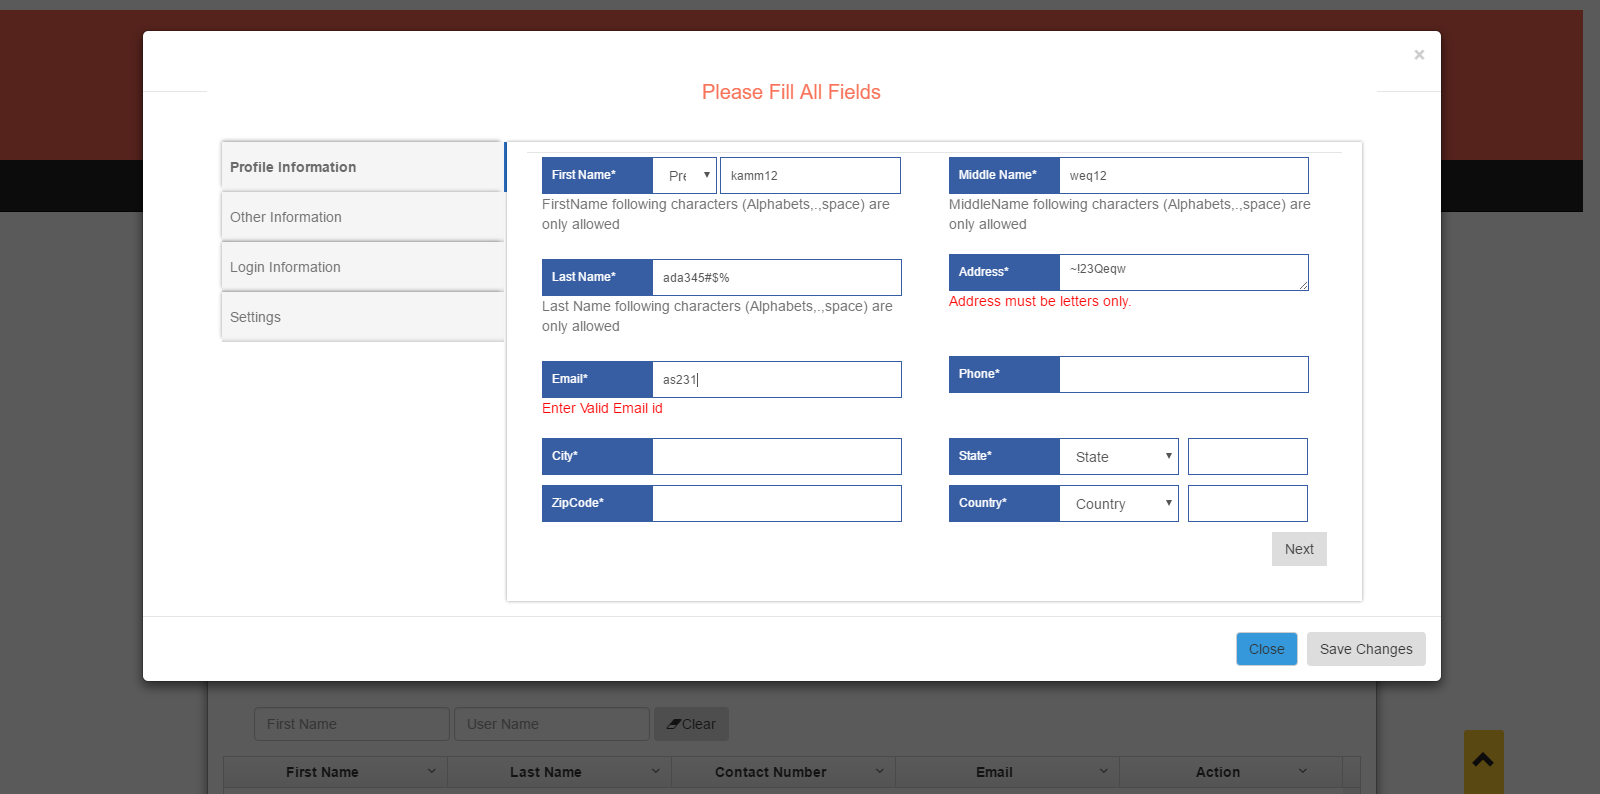 ×
Please Fill All Fields
Profile Information
Other Information
Login Information
Settings
First Name*
Pre
kamm12
FirstName following characters (Alphabets,.,space) are
only allowed
Middle Name*
weq12
MiddleName following characters (Alphabets,.,space) are
only allowed
Last Name*
ada345#$%
Last Name following characters (Alphabets,.,space) are
only allowed
Address*
~!23Qeqw
Address must be letters only.
Email*
as231
Enter Valid Email id
Phone*
City*
State*
State
ZipCode*
Country*
Country
Next
Close
Save Changes
First Name
User Name
Clear
First Name
Last Name
Contact Number
Email
Action